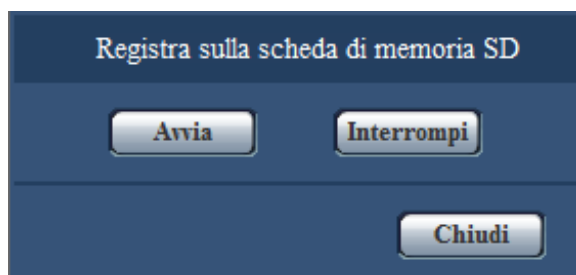 Registra sulla scheda di memoria SD
Avvia Interrompi
Chiudi